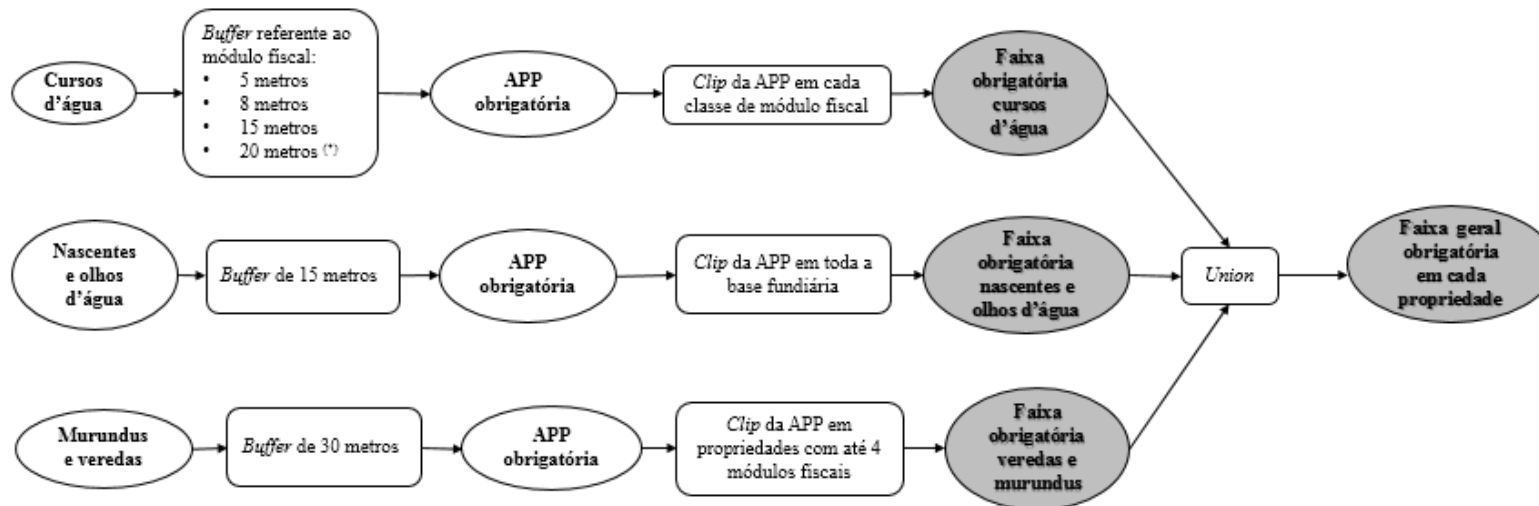 Cursos
d’água
Buffer referente ao
módulo fiscal:
• 5 metros
• 8 metros
• 15 metros
• 20 metros (*)
APP
obrigatória
Clip da APP em cada
classe de módulo fiscal
Faixa
obrigatória
cursos
d’água
Nascentes
e olhos
d’água
Buffer de 15 metros
APP
obrigatória
Clip da APP em toda a
base fundiária
Faixa
obrigatória
nascentes e
olhos d’água
Union
Faixa geral
obrigatória
em cada
propriedade
Murundus
e veredas
Buffer de 30 metros
APP
obrigatória
Clip da APP em
propriedades com até 4
módulos fiscais
Faixa
obrigatória
veredas e
murundus